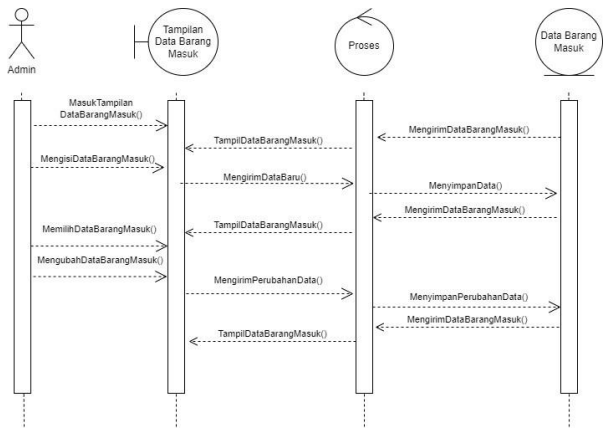 Tampilan
Data Barang
Masuk
Proses
Data Barang
Masuk
Admin
MasukTampilan
DataBarangMasuk()
MengirimDataBarangMasuk()
TampilDataBarangMasuk()
MengisiDataBarangMasuk()
MengirimDataBaru()
MenyimpanData()
MengirimDataBarangMasuk()
TampilDataBarangMasuk()
MemilihDataBarangMasuk()
MengubahDataBarangMasuk()
MengirimPerubahanData()
MenyimpanPerubahanData()
MengirimDataBarangMasuk()
TampilDataBarangMasuk()